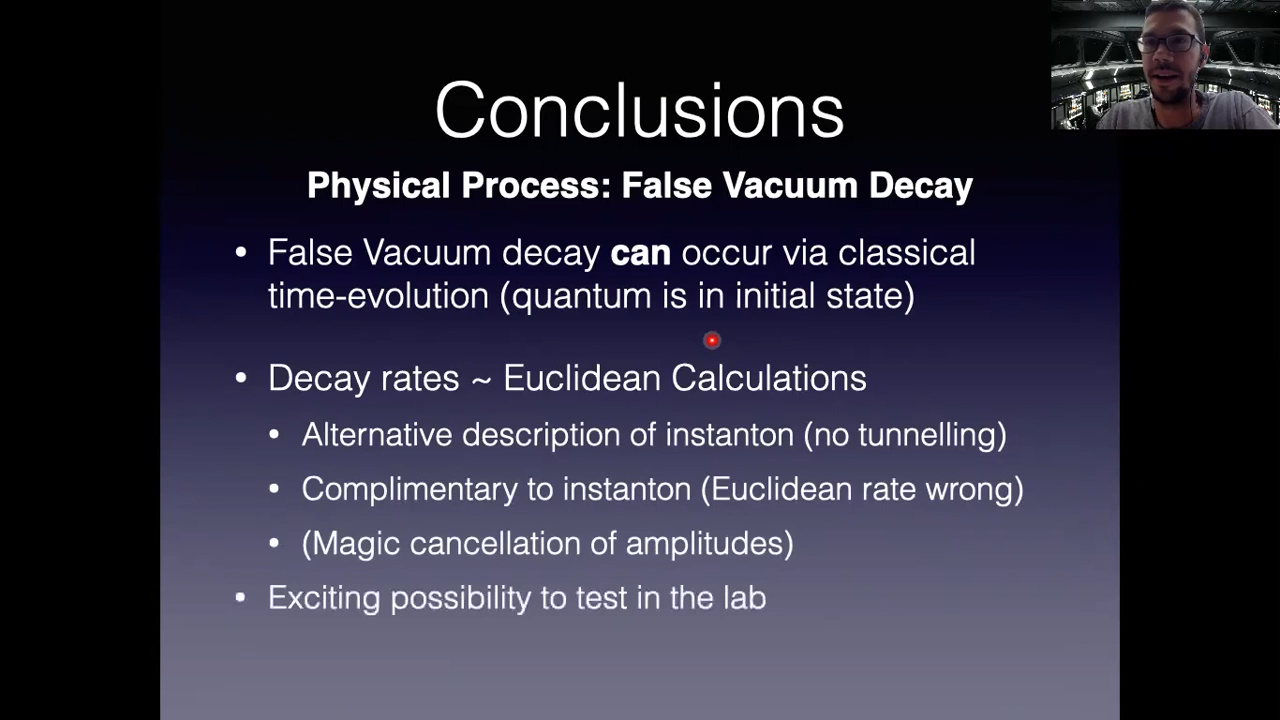 Conclusions
Physical Process: False Vacuum Decay
• False Vacuum decay can occur via classical
time-evolution (quantum is in initial state)
• Decay rates ~ Euclidean Calculations
• Alternative description of instanton (no tunnelling)
• Complimentary to instanton (Euclidean rate wrong)
• (Magic cancellation of amplitudes)
• Exciting possibility to test in the lab